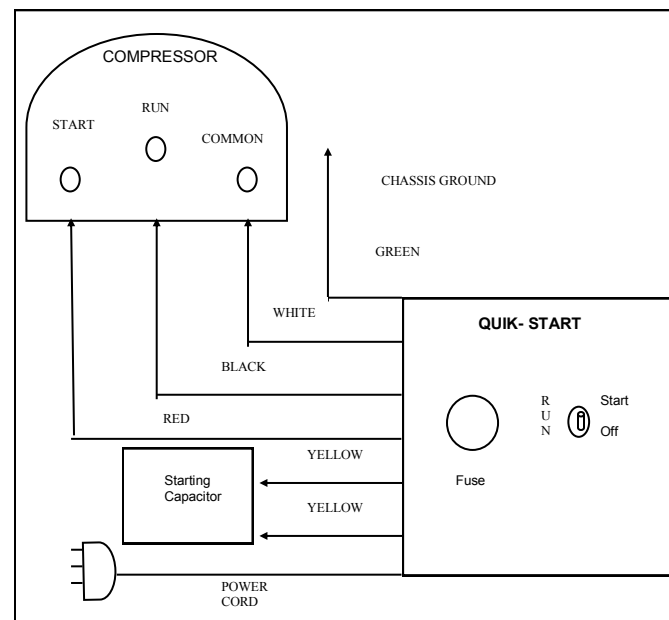 COMPRESSOR
RUN
START
COMMON
CHASSIS GROUND
GREEN
WHITE
QUIK- START
BLACK
RED
R
U
N
Start
Off
Fuse
YELLOW
Starting
Capacitor
YELLOW
POWER
CORD